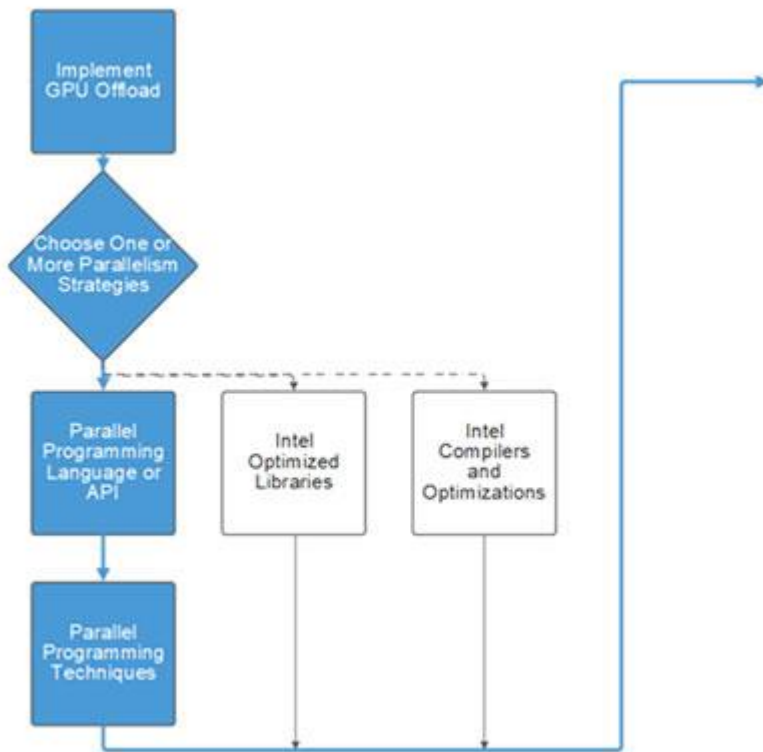 Implement
GPU Offload
Choose One or
More Parallelism
Strategies
Parallel
Programming
Language or
API
Intel
Optimized
Libraries
Intel
Compilers
and
Optimizations
Parallel
Programming
Techniques